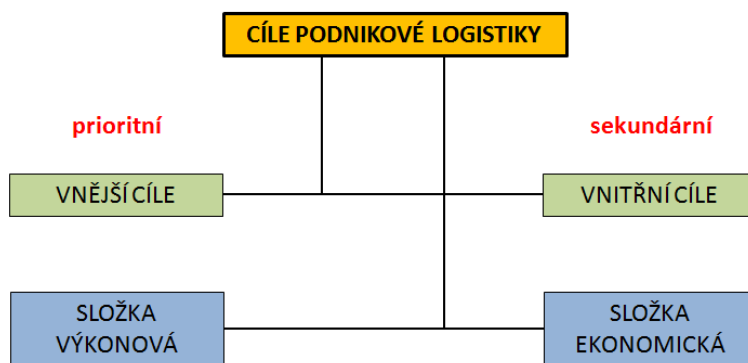 CÍLE PODNIKOVÉ LOGISTIKY
prioritní
sekundární
VNĚJŠÍ CÍLE
VNITŘNÍ CÍLE
SLOŽKA
VÝKONOVÁ
SLOŽKA
EKONOMICKÁ